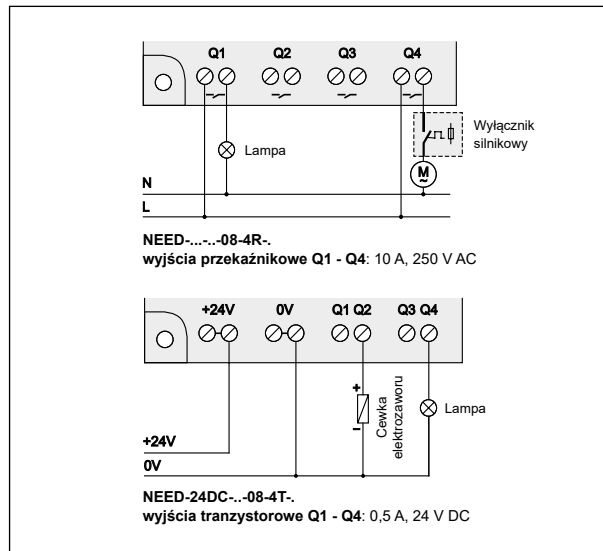 Q1 Q2 Q3 Q4
Wyłącznik
silnikowy
Lampa
M
~
N
L
NEED-...-..-08-4R-.
wyjścia przekaźnikowe Q1 - Q4: 10 A, 250 V AC
+24V 0V Q1 Q2 Q3 Q4
+
–
Cewka
elektrozaworu
Lampa
+24V
0V
NEED-24DC-..-08-4T-.
wyjścia tranzystorowe Q1 - Q4: 0,5 A, 24 V DC